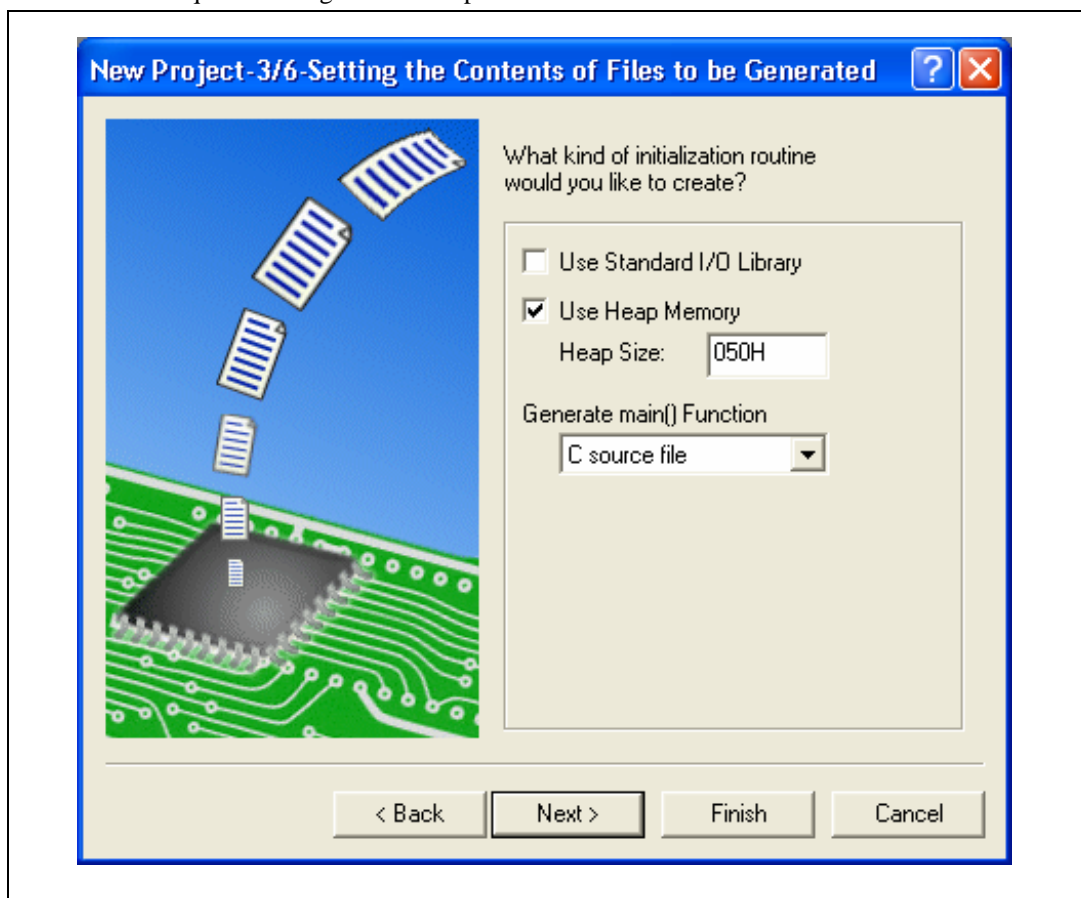 New Project-3/6-Setting the Contents of Files to be Generated
What kind of initialization routine
would you like to create?
Use Standard I/O Library
Use Heap Memory
Heap Size: 050H
Generate main() Function
C source file
< Back Next > Finish Cancel